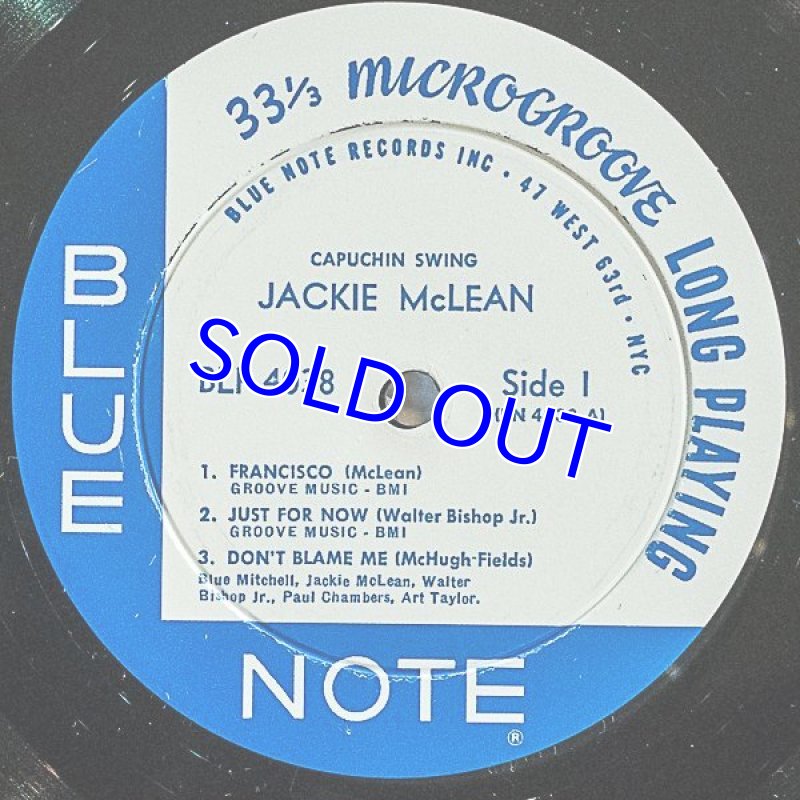 33⅓ MICROGROOVE LONG PLAYING
BLUE NOTE RECORDS INC · 47 WEST 63rd · NYC
CAPUCHIN SWING
JACKIE McLEAN
Side 1
SOLD OUT
1. FRANCISCO (McLean)
GROOVE MUSIC - BMI
2. JUST FOR NOW (Walter Bishop Jr.)
GROOVE MUSIC - BMI
3. DON'T BLAME ME (McHugh-Fields)
Blue Mitchell, Jackie McLean, Walter
Bishop Jr., Paul Chambers, Art Taylor.
BLUE
NOTE
®